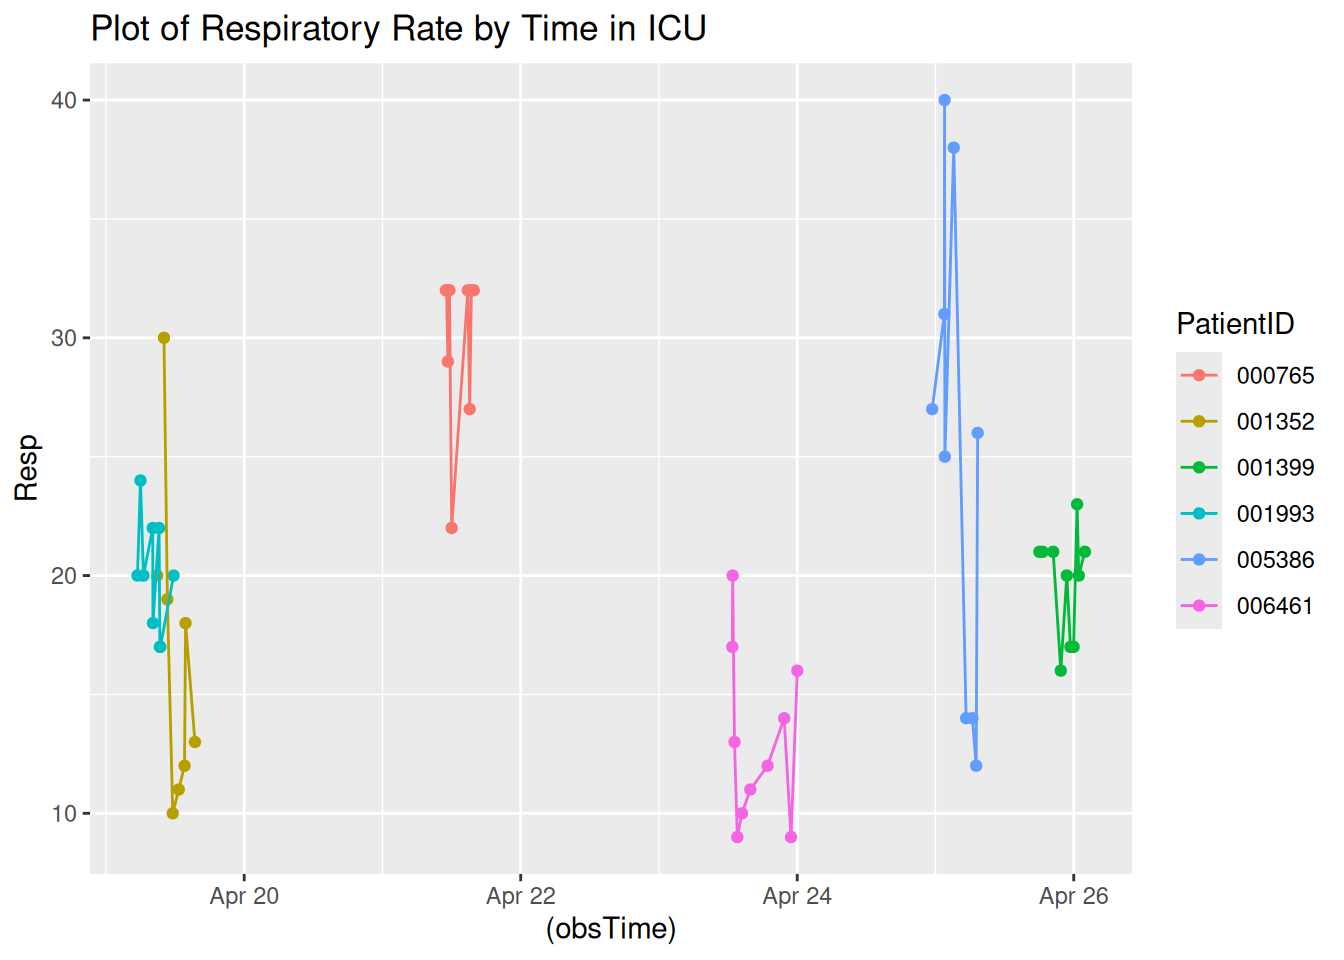 Plot of Respiratory Rate by Time in ICU
40
30
20
10
Resp
Apr 20
Apr 22
Apr 24
Apr 26
(obsTime)
PatientID
000765
001352
001399
001993
005386
006461